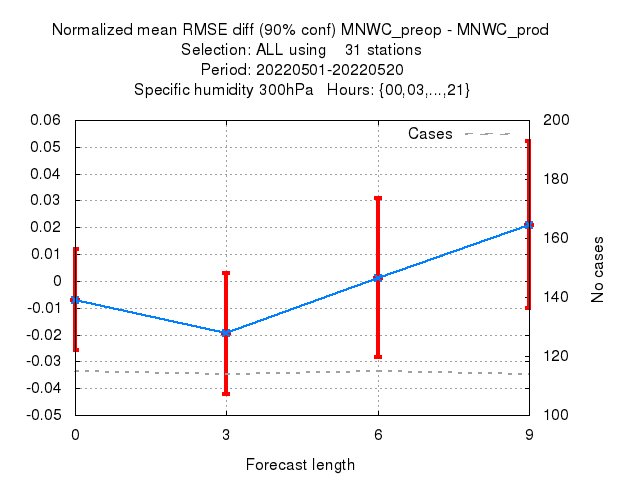 Normalized mean RMSE diff (90% conf) MNWC_preop - MNWC_prod
Selection: ALL using    31 stations
Period: 20220501-20220520
Specific humidity 300hPa   Hours: {00,03,...,21}
Cases
0.06
0.05
0.04
0.03
0.02
0.01
0
-0.01
-0.02
-0.03
-0.04
-0.05
200
180
160
140
120
100
No cases
0 3 6 9
Forecast length